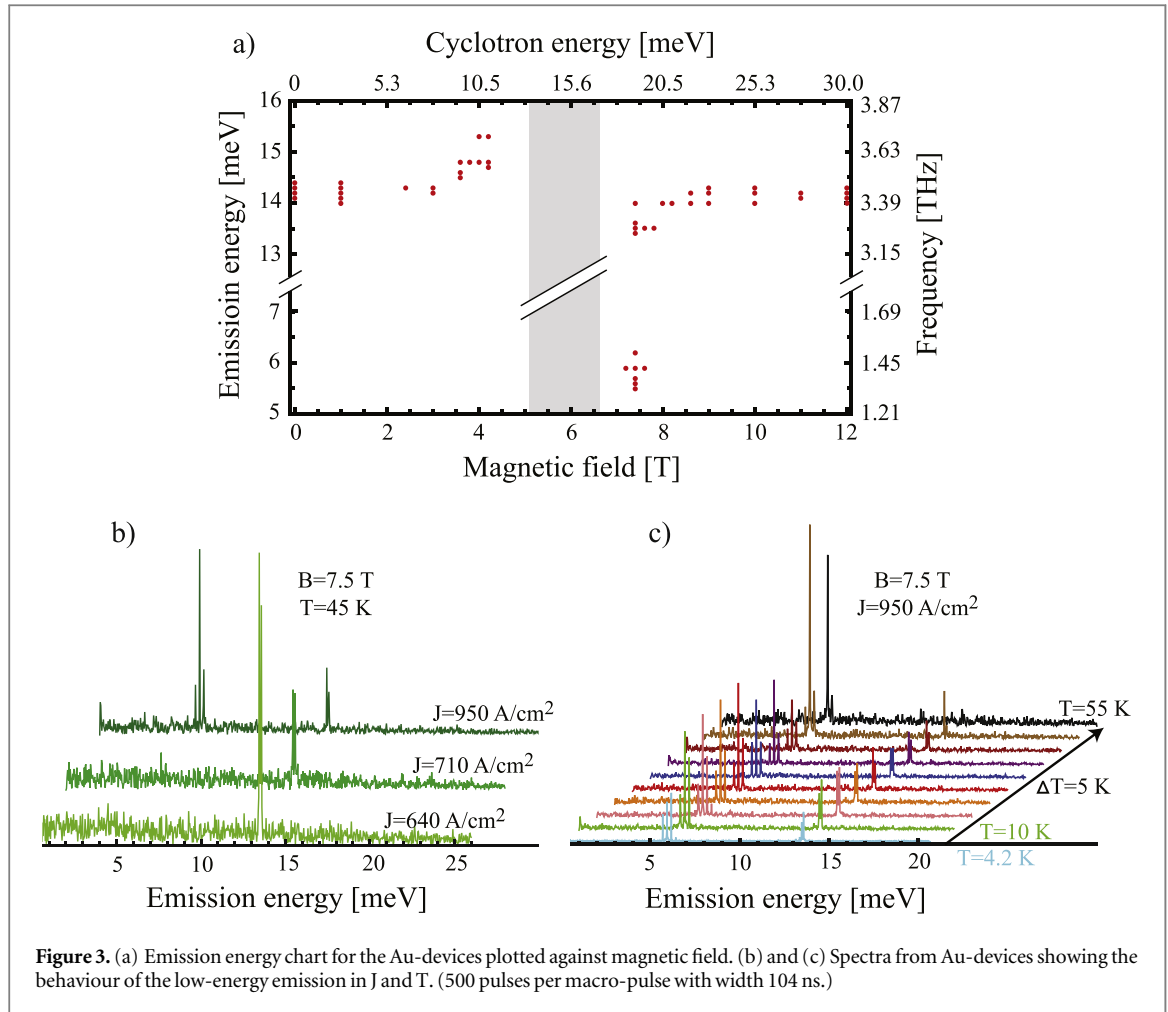 a)
Cyclotron energy [meV]
0 5.3 10.5 15.6 20.5 25.3 30.0
16 3.87
15 3.63
14 3.39
13 3.15
7 1.69
6 1.45
5 1.21
Emissioin energy [meV]
Frequency [THz]
0 2 4 6 8 10 12
Magnetic field [T]
b)
B=7.5 T
T=45 K
J=950 A/cm²
J=710 A/cm²
J=640 A/cm²
5 10 15 20 25
Emission energy [meV]
c)
B=7.5 T
J=950 A/cm²
T=55 K
ΔT=5 K
T=10 K
T=4.2 K
5 10 15 20
Emission energy [meV]
Figure 3. (a) Emission energy chart for the Au-devices plotted against magnetic field. (b) and (c) Spectra from Au-devices showing the
behaviour of the low-energy emission in J and T. (500 pulses per macro-pulse with width 104 ns.)